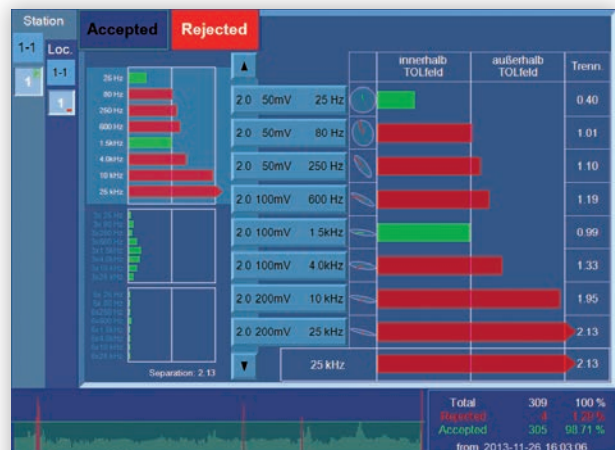 Station
Accepted
Rejected
1-1
Loc.
1-1
1
1
25 Hz
80 Hz
250 Hz
600 Hz
1.5kHz
4.0kHz
10 kHz
25 kHz
Separation: 2.13
innerhalb TOLfeld
außerhalb TOLfeld
Trenn.
2.0 50mV 25 Hz 0.40
2.0 50mV 80 Hz 1.01
2.0 50mV 250 Hz 1.10
2.0 100mV 600 Hz 1.19
2.0 100mV 1.5kHz 0.99
2.0 100mV 4.0kHz 1.33
2.0 200mV 10 kHz 1.95
2.0 200mV 25 kHz 2.13
25 kHz 2.13
Total 309 100 %
Rejected 4 1.29 %
Accepted 305 98.71 %
from 2013-11-26 16:03:06